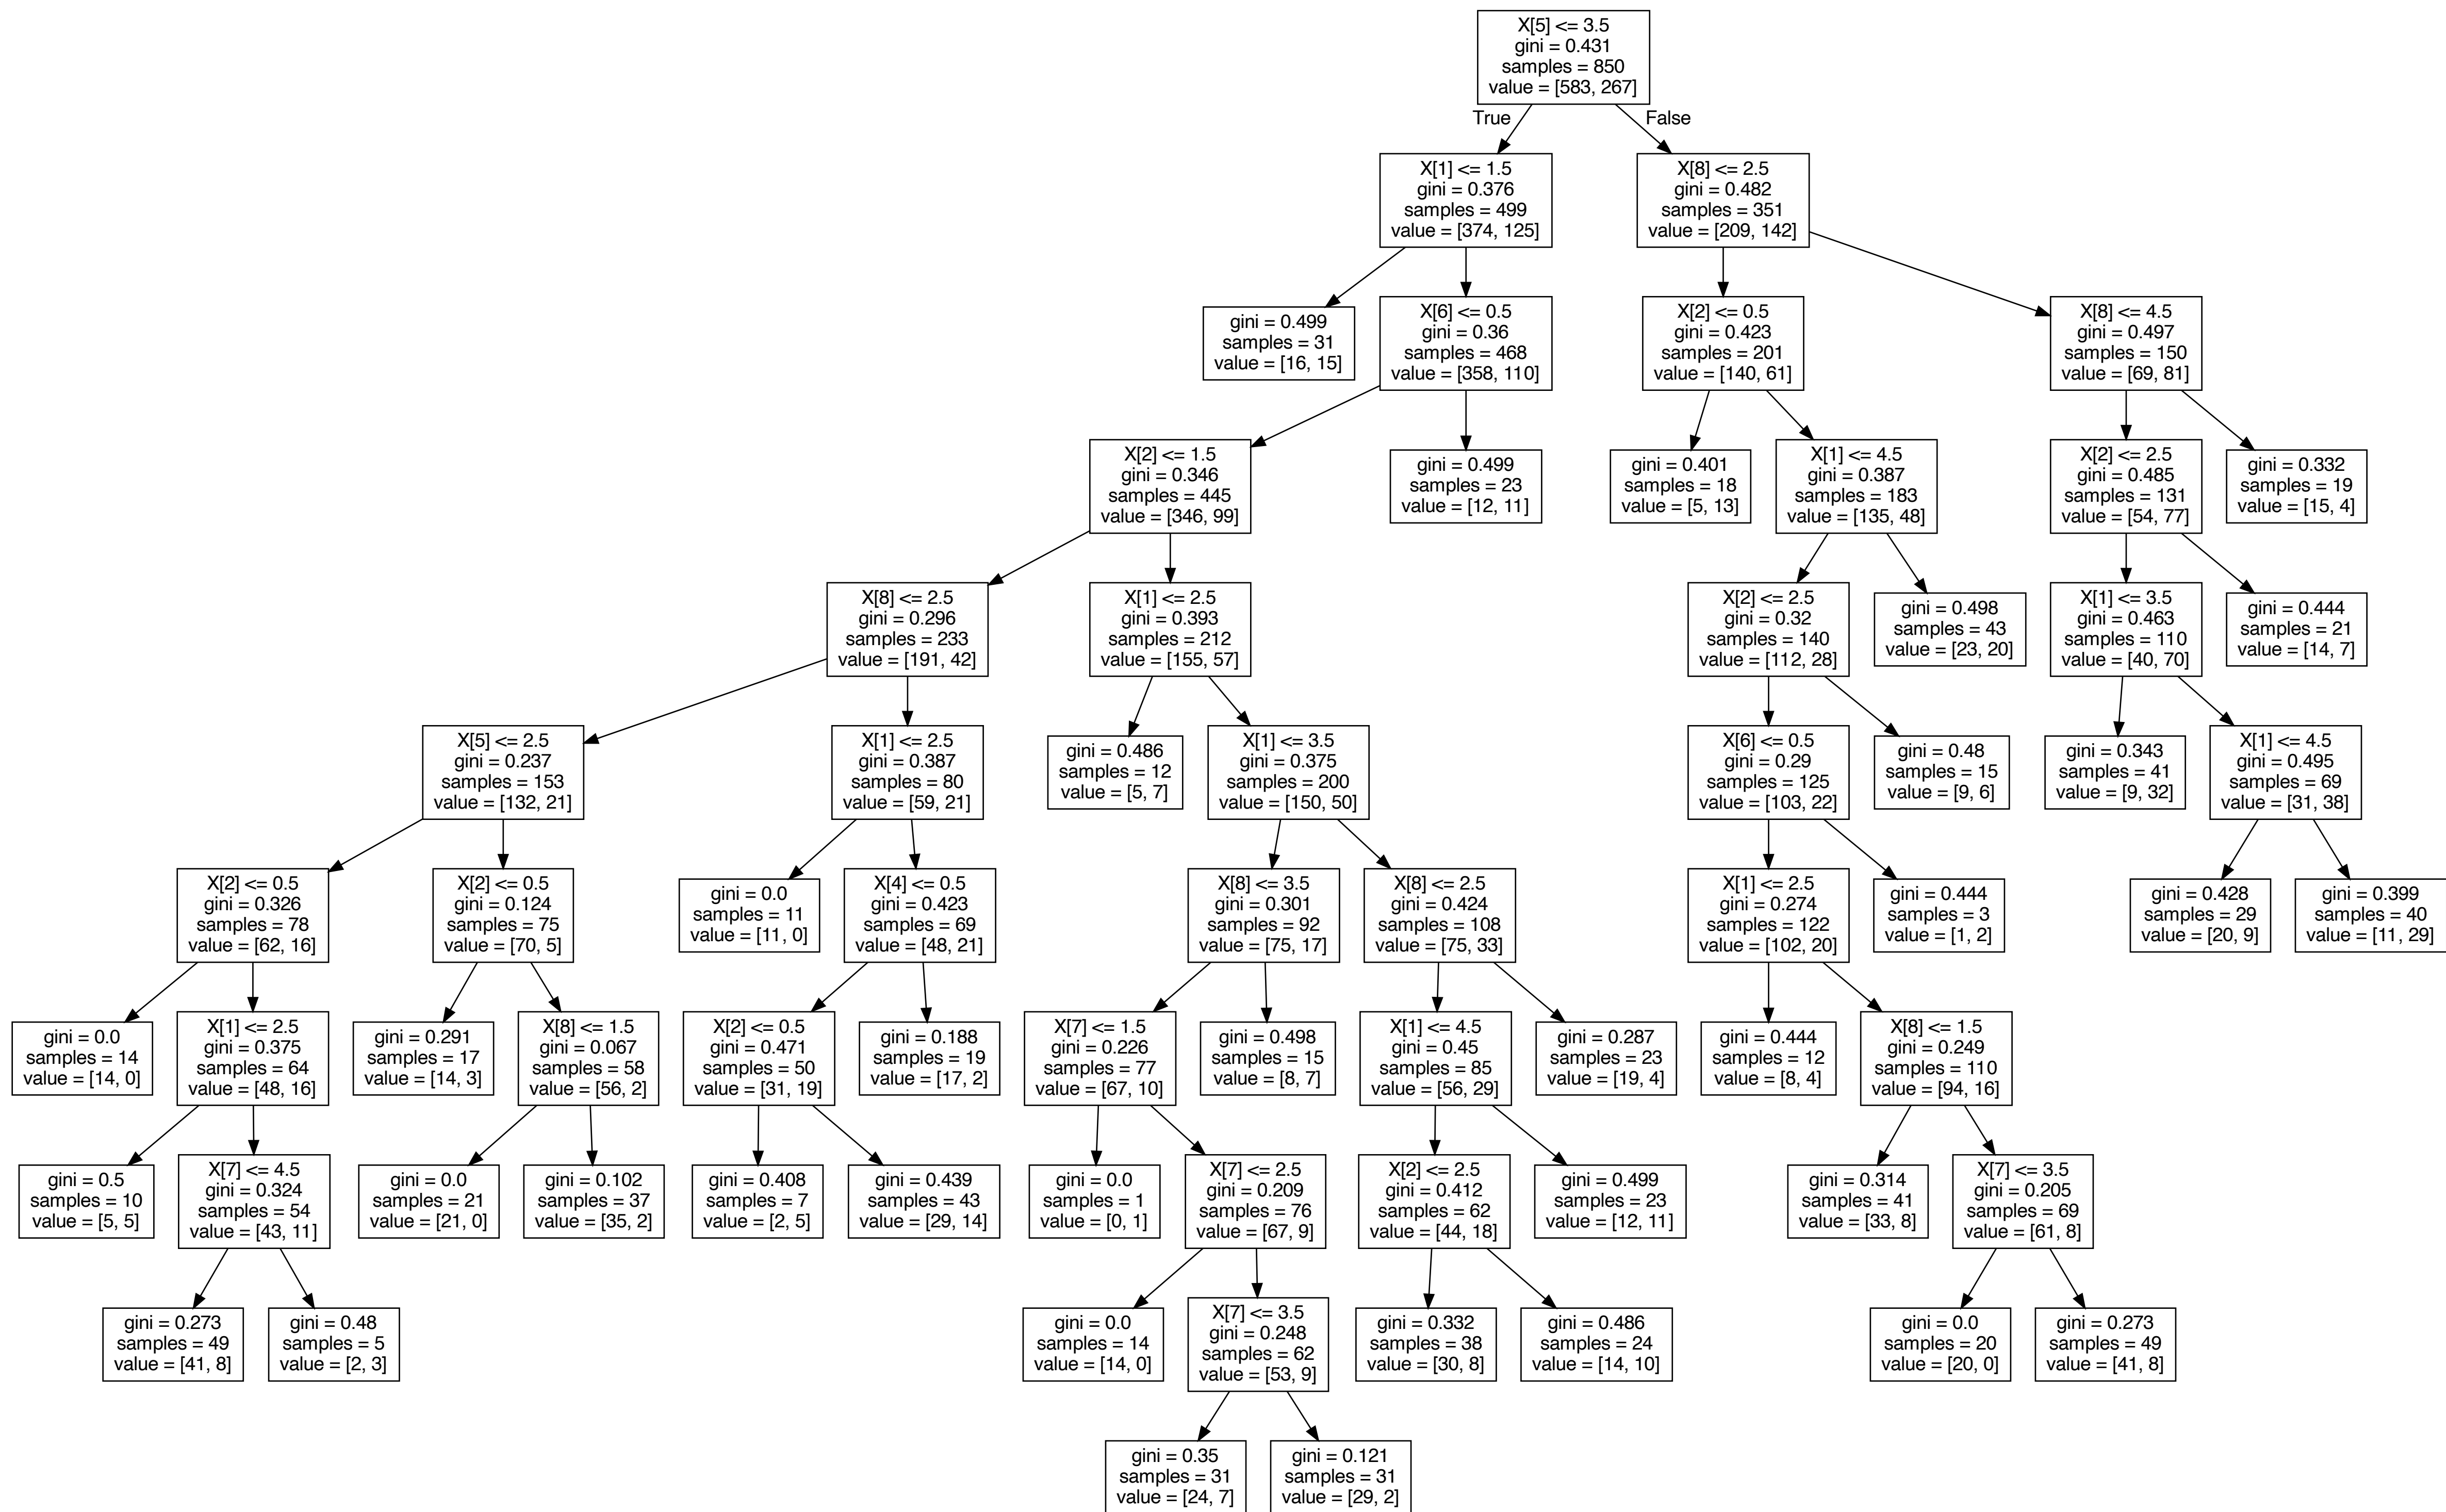 X[5] <= 3.5
gini = 0.431
samples = 850
value = [583, 267]
True
False
X[1] <= 1.5
gini = 0.376
samples = 499
value = [374, 125]
X[8] <= 2.5
gini = 0.482
samples = 351
value = [209, 142]
gini = 0.499
samples = 31
value = [16, 15]
X[6] <= 0.5
gini = 0.36
samples = 468
value = [358, 110]
X[2] <= 0.5
gini = 0.423
samples = 201
value = [140, 61]
X[8] <= 4.5
gini = 0.497
samples = 150
value = [69, 81]
X[2] <= 1.5
gini = 0.346
samples = 445
value = [346, 99]
gini = 0.499
samples = 23
value = [12, 11]
gini = 0.401
samples = 18
value = [5, 13]
X[1] <= 4.5
gini = 0.387
samples = 183
value = [135, 48]
X[2] <= 2.5
gini = 0.485
samples = 131
value = [54, 77]
gini = 0.332
samples = 19
value = [15, 4]
X[8] <= 2.5
gini = 0.296
samples = 233
value = [191, 42]
X[1] <= 2.5
gini = 0.393
samples = 212
value = [155, 57]
X[2] <= 2.5
gini = 0.32
samples = 140
value = [112, 28]
gini = 0.498
samples = 43
value = [23, 20]
X[1] <= 3.5
gini = 0.463
samples = 110
value = [40, 70]
gini = 0.444
samples = 21
value = [14, 7]
X[5] <= 2.5
gini = 0.237
samples = 153
value = [132, 21]
X[1] <= 2.5
gini = 0.387
samples = 80
value = [59, 21]
gini = 0.486
samples = 12
value = [5, 7]
X[1] <= 3.5
gini = 0.375
samples = 200
value = [150, 50]
X[6] <= 0.5
gini = 0.29
samples = 125
value = [103, 22]
gini = 0.48
samples = 15
value = [9, 6]
gini = 0.343
samples = 41
value = [9, 32]
X[1] <= 4.5
gini = 0.495
samples = 69
value = [31, 38]
X[2] <= 0.5
gini = 0.326
samples = 78
value = [62, 16]
X[2] <= 0.5
gini = 0.124
samples = 75
value = [70, 5]
gini = 0.0
samples = 11
value = [11, 0]
X[4] <= 0.5
gini = 0.423
samples = 69
value = [48, 21]
X[8] <= 3.5
gini = 0.301
samples = 92
value = [75, 17]
X[8] <= 2.5
gini = 0.424
samples = 108
value = [75, 33]
X[1] <= 2.5
gini = 0.274
samples = 122
value = [102, 20]
gini = 0.444
samples = 3
value = [1, 2]
gini = 0.428
samples = 29
value = [20, 9]
gini = 0.399
samples = 40
value = [11, 29]
gini = 0.0
samples = 14
value = [14, 0]
X[1] <= 2.5
gini = 0.375
samples = 64
value = [48, 16]
gini = 0.291
samples = 17
value = [14, 3]
X[8] <= 1.5
gini = 0.067
samples = 58
value = [56, 2]
X[2] <= 0.5
gini = 0.471
samples = 50
value = [31, 19]
gini = 0.188
samples = 19
value = [17, 2]
X[7] <= 1.5
gini = 0.226
samples = 77
value = [67, 10]
gini = 0.498
samples = 15
value = [8, 7]
X[1] <= 4.5
gini = 0.45
samples = 85
value = [56, 29]
gini = 0.287
samples = 23
value = [19, 4]
gini = 0.444
samples = 12
value = [8, 4]
X[8] <= 1.5
gini = 0.249
samples = 110
value = [94, 16]
gini = 0.5
samples = 10
value = [5, 5]
X[7] <= 4.5
gini = 0.324
samples = 54
value = [43, 11]
gini = 0.0
samples = 21
value = [21, 0]
gini = 0.102
samples = 37
value = [35, 2]
gini = 0.408
samples = 7
value = [2, 5]
gini = 0.439
samples = 43
value = [29, 14]
gini = 0.0
samples = 1
value = [0, 1]
X[7] <= 2.5
gini = 0.209
samples = 76
value = [67, 9]
X[2] <= 2.5
gini = 0.412
samples = 62
value = [44, 18]
gini = 0.499
samples = 23
value = [12, 11]
gini = 0.314
samples = 41
value = [33, 8]
X[7] <= 3.5
gini = 0.205
samples = 69
value = [61, 8]
gini = 0.273
samples = 49
value = [41, 8]
gini = 0.48
samples = 5
value = [2, 3]
gini = 0.0
samples = 14
value = [14, 0]
X[7] <= 3.5
gini = 0.248
samples = 62
value = [53, 9]
gini = 0.332
samples = 38
value = [30, 8]
gini = 0.486
samples = 24
value = [14, 10]
gini = 0.0
samples = 20
value = [20, 0]
gini = 0.273
samples = 49
value = [41, 8]
gini = 0.35
samples = 31
value = [24, 7]
gini = 0.121
samples = 31
value = [29, 2]